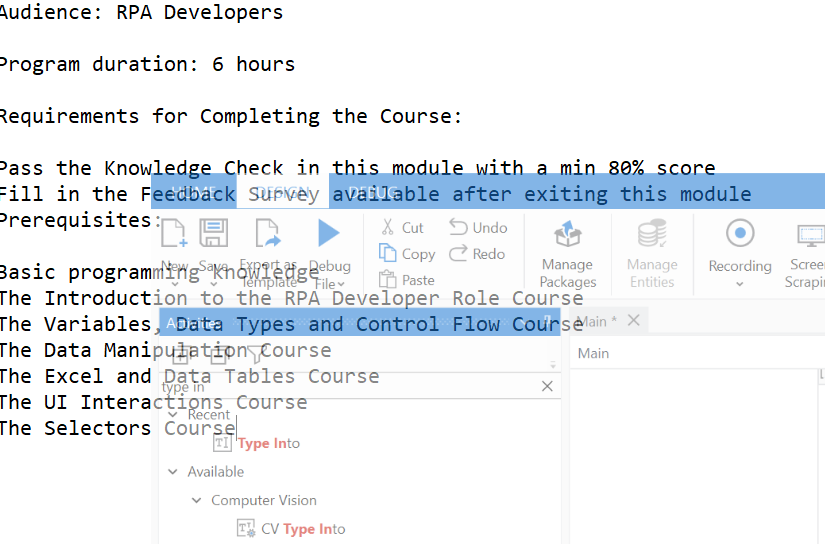 Audience: RPA Developers
Program duration: 6 hours
Requirements for Completing the Course:
Pass the Knowledge Check in this module with a min 80% score
Fill in the Feedback Survey available after exiting this module
Prerequisites:
Basic programming knowledge
The Introduction to the RPA Developer Role Course
The Variables, Data Types and Control Flow Course
The Data Manipulation Course
The Excel and Data Tables Course
The UI Interactions Course
The Selectors Course
HOME DESIGN DEBUG
New Save Export as Template Debug File
Cut Undo
Copy Redo
Paste
Manage Packages
Manage Entities
Recording
Screen Scrapin
Activities
Main * 
Main
type in
Recent
Type Into
Available
Computer Vision
CV Type Into